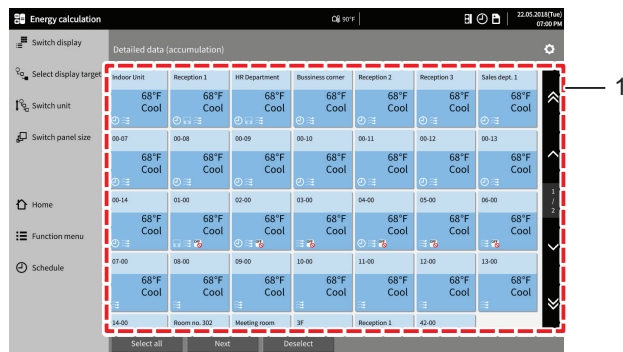 Energy calculation
90°F
22.05.2018(Tue)
07:00 PM
Switch display
Select display target
Switch unit
Switch panel size
Home
Function menu
Schedule
Detailed data (accumulation)
1
Indoor Unit Reception 1 HR Department Bussiness corner Reception 2 Reception 3 Sales dept. 1
68°F 68°F 68°F 68°F 68°F 68°F 68°F
Cool Cool Cool Cool Cool Cool Cool
00-07 00-08 00-09 00-10 00-11 00-12 00-13
68°F 68°F 68°F 68°F 68°F 68°F 68°F
Cool Cool Cool Cool Cool Cool Cool
1
/
2
00-14 01-00 02-00 03-00 04-00 05-00 06-00
68°F 68°F 68°F 68°F 68°F 68°F 68°F
Cool Cool Cool Cool Cool Cool Cool
07-00 08-00 09-00 10-00 11-00 12-00 13-00
68°F 68°F 68°F 68°F 68°F 68°F 68°F
Cool Cool Cool Cool Cool Cool Cool
14-00 Room no. 302 Meeting room 3F Reception 1 42-00
Select all Next Deselect